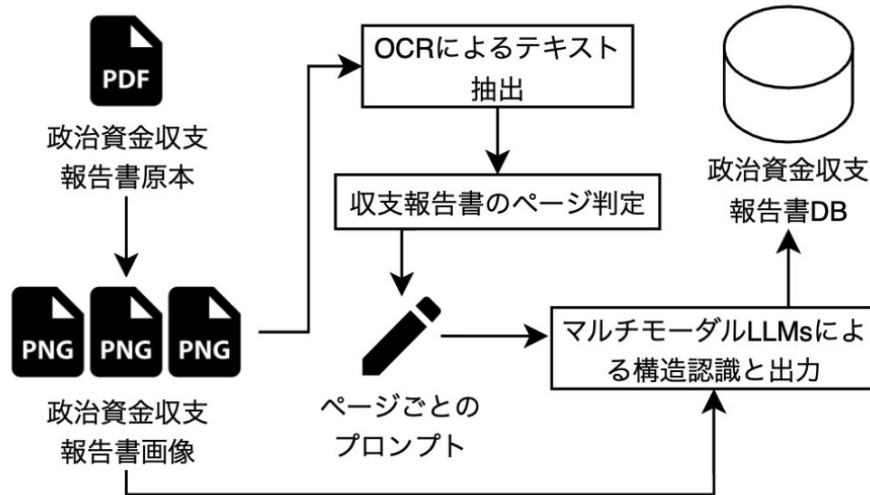 PDF
政治資金収支
報告書原本
PNG
PNG
PNG
政治資金収支
報告書画像
OCRによるテキスト
抽出
収支報告書のページ判定
ページごとの
プロンプト
マルチモーダルLLMsによ
る構造認識と出力
政治資金収支
報告書DB